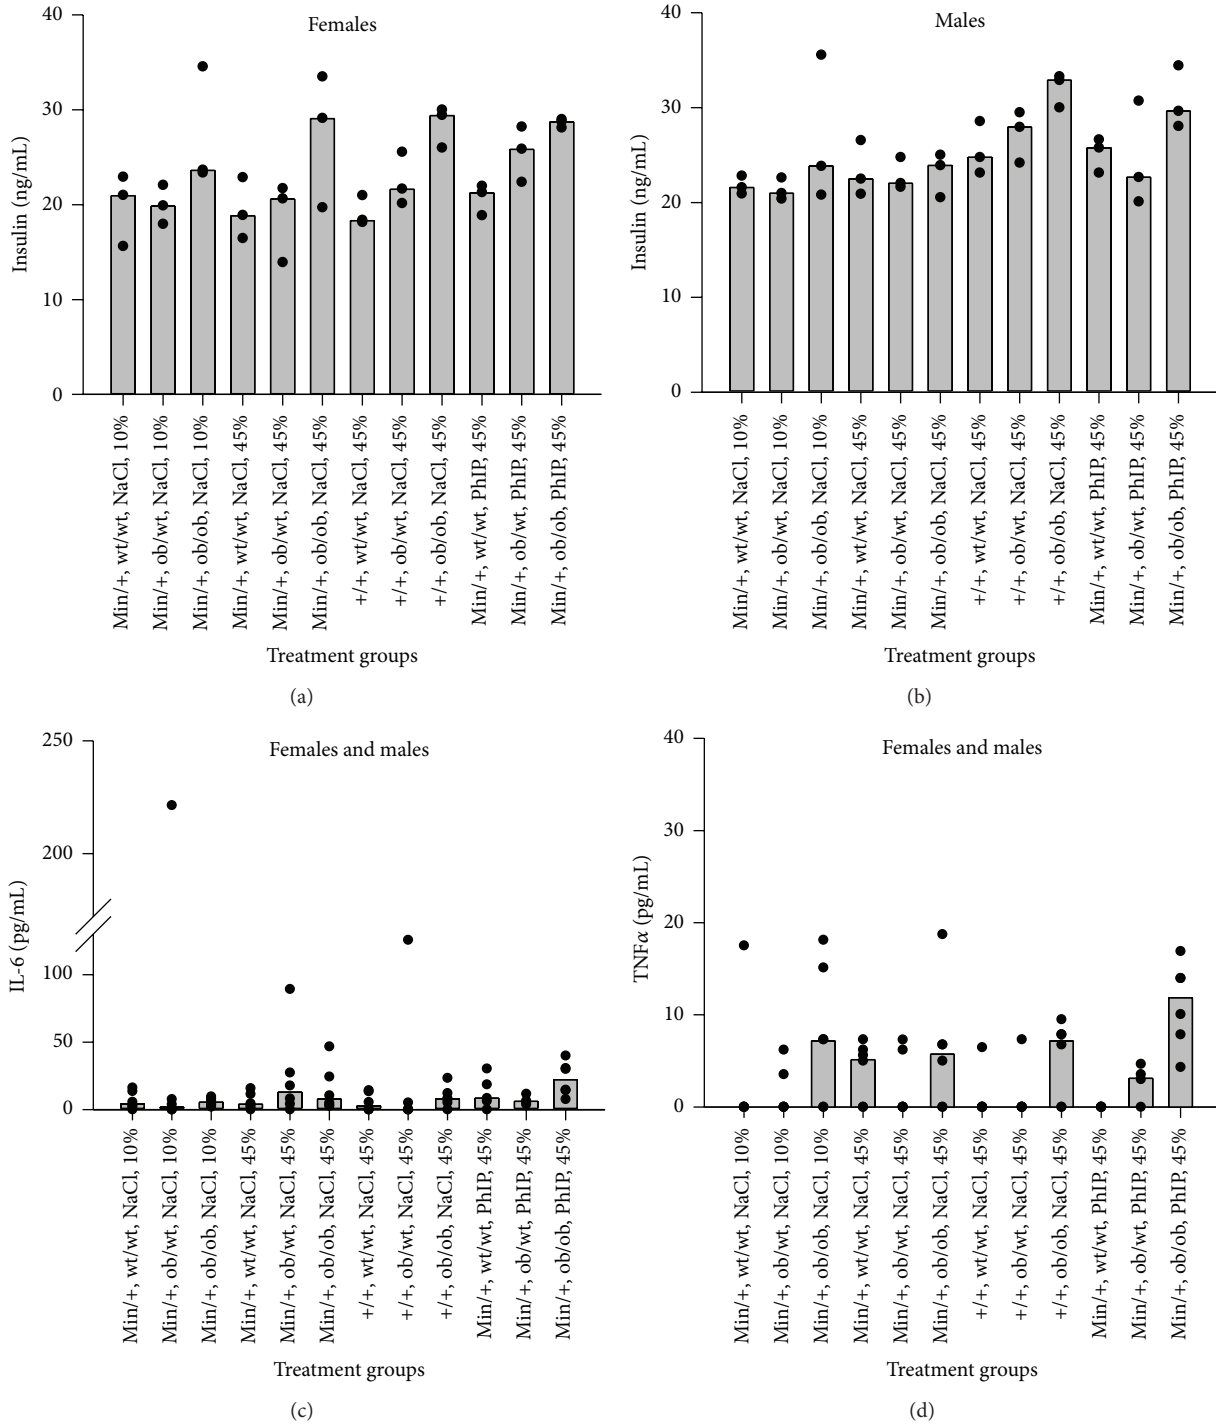 Females
Insulin (ng/mL)
40
30
20
10
0
Min/+, wt/wt, NaCl, 10%
Min/+, ob/wt, NaCl, 10%
Min/+, ob/ob, NaCl, 10%
Min/+, wt/wt, NaCl, 45%
Min/+, ob/wt, NaCl, 45%
Min/+, ob/ob, NaCl, 45%
+/+, wt/wt, NaCl, 45%
+/+, ob/wt, NaCl, 45%
+/+, ob/ob, NaCl, 45%
Min/+, wt/wt, PhIP, 45%
Min/+, ob/wt, PhIP, 45%
Min/+, ob/ob, PhIP, 45%
Treatment groups
(a)
Males
Insulin (ng/mL)
40
30
20
10
0
Min/+, wt/wt, NaCl, 10%
Min/+, ob/wt, NaCl, 10%
Min/+, ob/ob, NaCl, 10%
Min/+, wt/wt, NaCl, 45%
Min/+, ob/wt, NaCl, 45%
Min/+, ob/ob, NaCl, 45%
+/+, wt/wt, NaCl, 45%
+/+, ob/wt, NaCl, 45%
+/+, ob/ob, NaCl, 45%
Min/+, wt/wt, PhIP, 45%
Min/+, ob/wt, PhIP, 45%
Min/+, ob/ob, PhIP, 45%
Treatment groups
(b)
Females and males
IL-6 (pg/mL)
250
200
100
50
0
Min/+, wt/wt, NaCl, 10%
Min/+, ob/wt, NaCl, 10%
Min/+, ob/ob, NaCl, 10%
Min/+, wt/wt, NaCl, 45%
Min/+, ob/wt, NaCl, 45%
Min/+, ob/ob, NaCl, 45%
+/+, wt/wt, NaCl, 45%
+/+, ob/wt, NaCl, 45%
+/+, ob/ob, NaCl, 45%
Min/+, wt/wt, PhIP, 45%
Min/+, ob/wt, PhIP, 45%
Min/+, ob/ob, PhIP, 45%
Treatment groups
(c)
Females and males
TNFα (pg/mL)
40
30
20
10
0
Min/+, wt/wt, NaCl, 10%
Min/+, ob/wt, NaCl, 10%
Min/+, ob/ob, NaCl, 10%
Min/+, wt/wt, NaCl, 45%
Min/+, ob/wt, NaCl, 45%
Min/+, ob/ob, NaCl, 45%
+/+, wt/wt, NaCl, 45%
+/+, ob/wt, NaCl, 45%
+/+, ob/ob, NaCl, 45%
Min/+, wt/wt, PhIP, 45%
Min/+, ob/wt, PhIP, 45%
Min/+, ob/ob, PhIP, 45%
Treatment groups
(d)